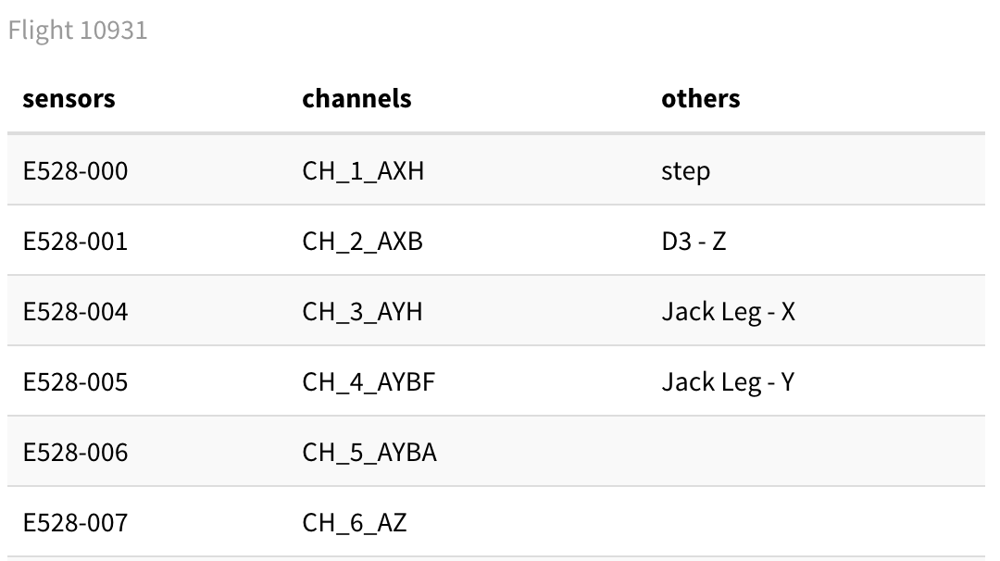 Flight 10931
sensors channels others
E528-000 CH_1_AXH step
E528-001 CH_2_AXB D3 - Z
E528-004 CH_3_AYH Jack Leg - X
E528-005 CH_4_AYBF Jack Leg - Y
E528-006 CH_5_AYBA
E528-007 CH_6_AZ